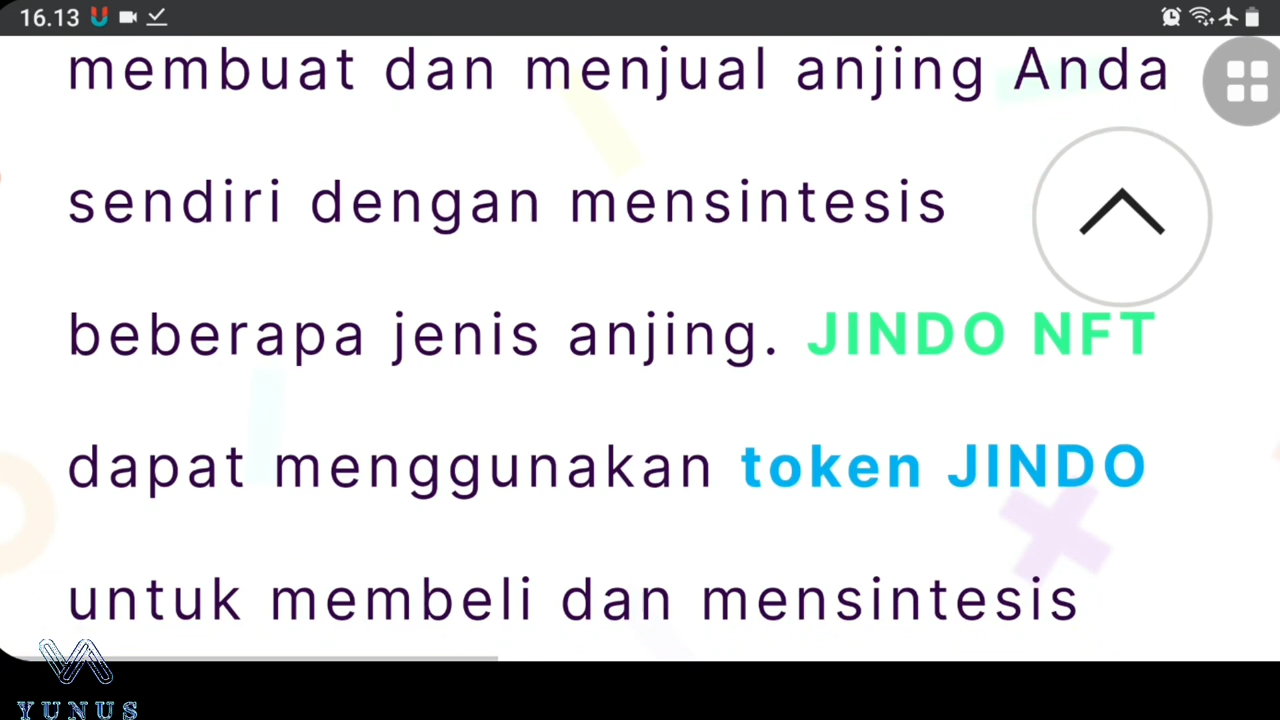 16.13
membuat dan menjual anjing Anda
sendiri dengan mensintesis
beberapa jenis anjing. JINDO NFT
dapat menggunakan token JINDO
untuk membeli dan mensintesis
YUNUS